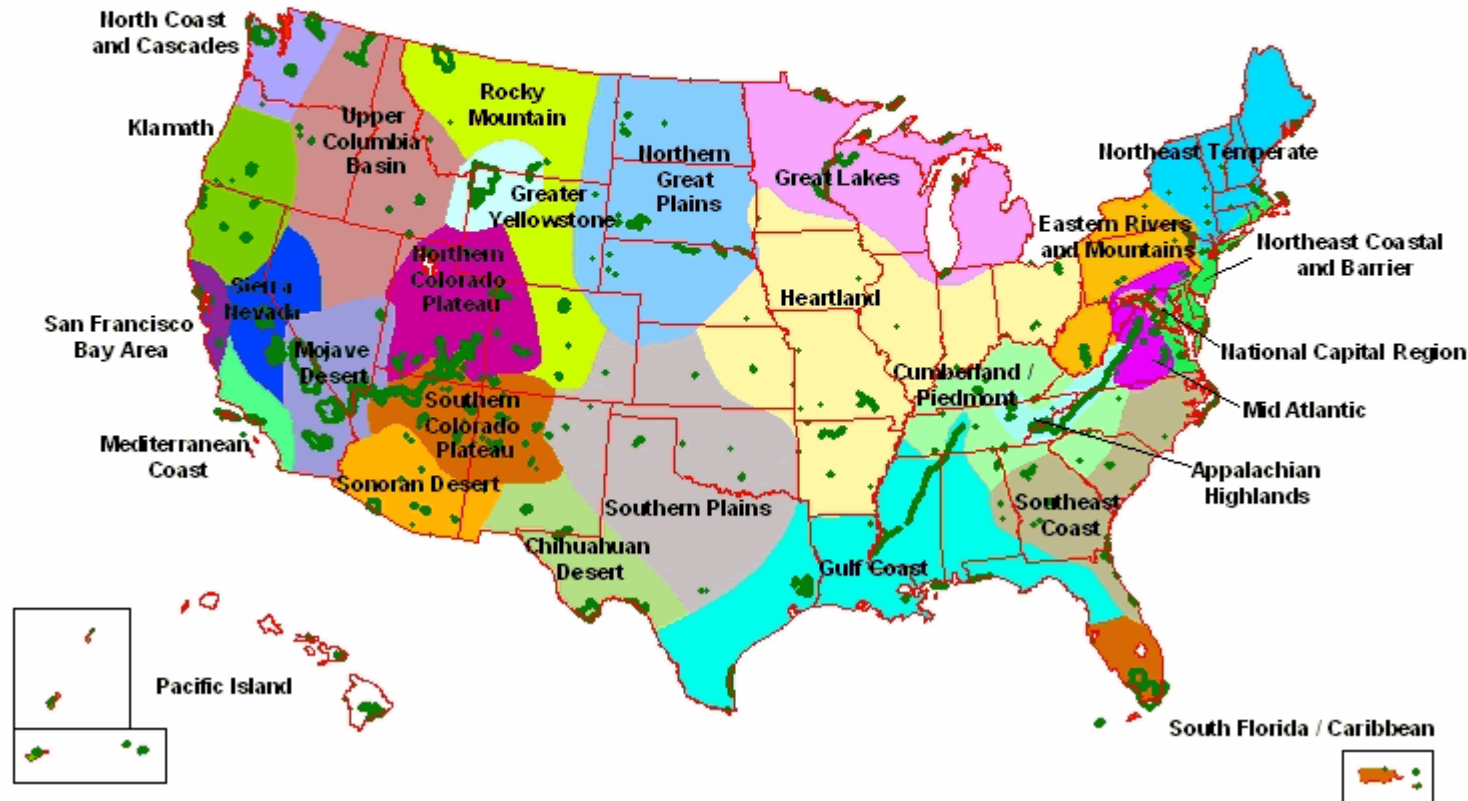 North Coast
and Cascades
Klamath
Upper
Columbia
Basin
Rocky
Mountain
Greater
Yellowstone
Northern
Great
Plains
Great Lakes
Northeast Temperate
Eastern Rivers
and Mountains
Northeast Coastal
and Barrier
Northern
Colorado
Plateau
Sierra
Nevada
Heartland
San Francisco
Bay Area
Mojave
Desert
National Capital Region
Cumberland /
Piedmont
Mid Atlantic
Southern
Colorado
Plateau
Mediterranean
Coast
Sonoran Desert
Appalachian
Highlands
Southern Plains
Southeast
Coast
Chihuahuan
Desert
Gulf Coast
Pacific Island
South Florida / Caribbean